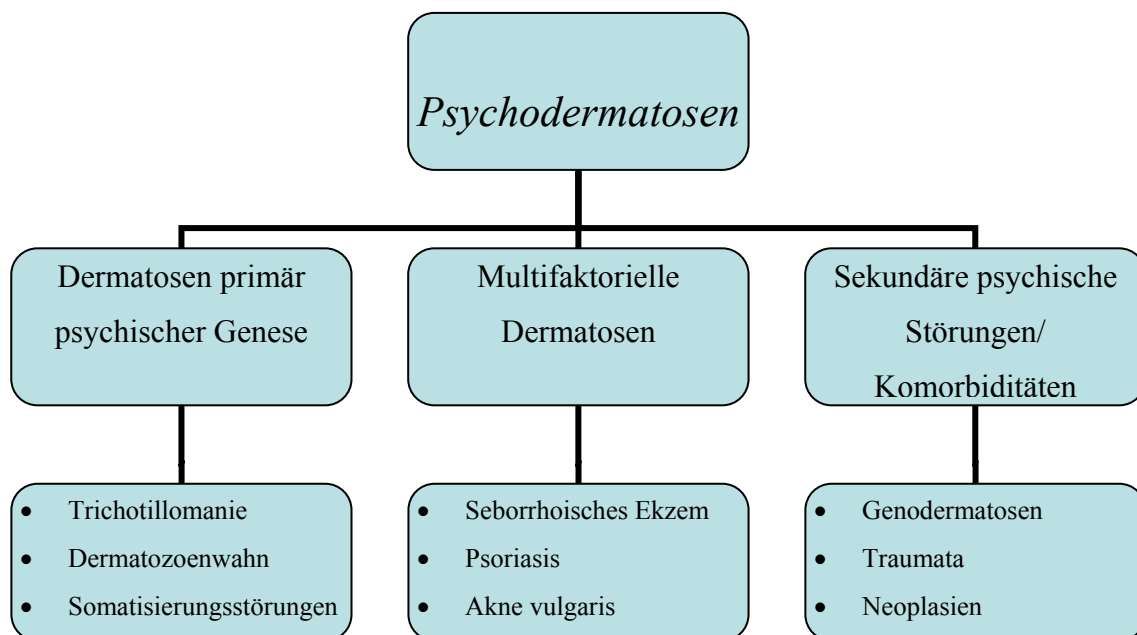 Psychodermatosen
Dermatosen primär
psychischer Genese
Multifaktorielle
Dermatosen
Sekundäre psychische
Störungen/
Komorbiditäten
• Trichotillomanie
• Dermatozoenwahn
• Somatisierungsstörungen
• Seborrhoisches Ekzem
• Psoriasis
• Akne vulgaris
• Genodermatosen
• Traumata
• Neoplasien